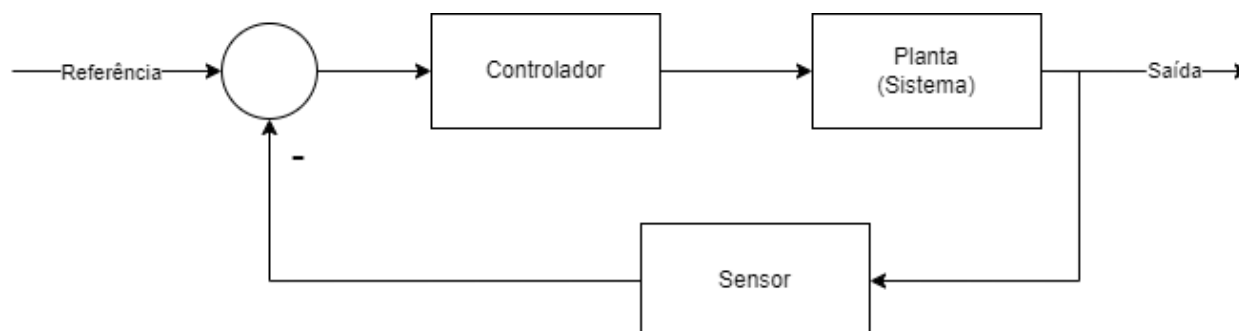 Referência
Controlador
Planta
(Sistema)
Saída
-
Sensor